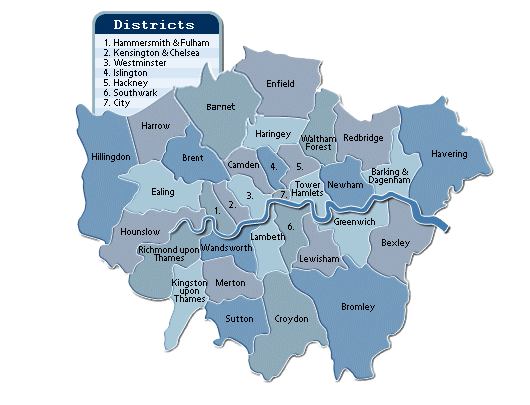 Districts
1. Hammersmith & Fulham
2. Kensington & Chelsea
3. Westminster
4. Islington
5. Hackney
6. Southwark
7. City
Enfield
Barnet
Harrow
Haringey
Waltham
Forest
Redbridge
Havering
Hillingdon
Brent
Camden
4.
5.
Barking &
Dagenham
Ealing
1.
2.
3.
7.
Tower
Hamlets
Newham
Hounslow
Richmond upon
Thames
Wandsworth
Lambeth
6.
Greenwich
Bexley
Lewisham
Kingston
upon
Thames
Merton
Sutton
Croydon
Bromley